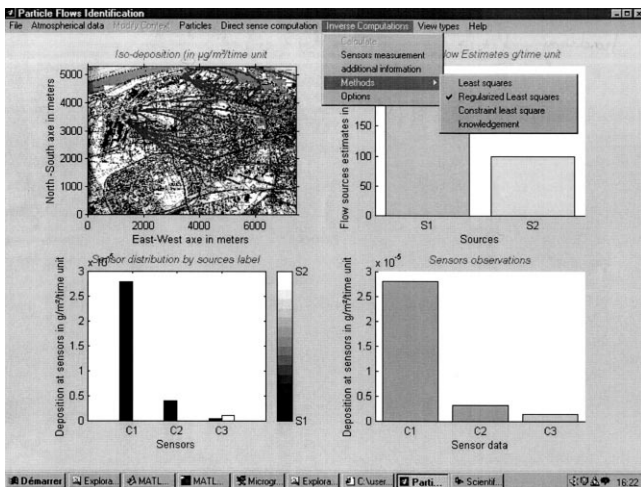 Particle Flows Identification
File Atmospherical data Modify Context Particles Direct sense computation Inverse Computations View types Help
Calculate
Sensors measurement
additional information
Methods
Options
Least squares
Regularized Least squares
Constraint least square
knowledgement
Iso-deposition (in µg/m²/time unit
North -South axe in meters
5000
4000
3000
2000
1000
0
0 2000 4000 6000
East-West axe in meters
Flow Estimates g/time unit
Flow sources estimates in
150
100
50
0
S1 S2
Sources
Sensor distribution by sources label
x 10⁻⁵
Deposition at sensors in g/m²/time unit
3
2.5
2
1.5
1
0.5
0
C1 C2 C3
Sensors
S2
S1
Sensors observations
x 10⁻⁵
Deposition at sensors in g/m²/time unit
3
2.5
2
1.5
1
0.5
0
C1 C2 C3
Sensor data
Démarrer Explora... MATL... MATL... Microgr... Explora... C:\user... Parti... Scientif... 16:22